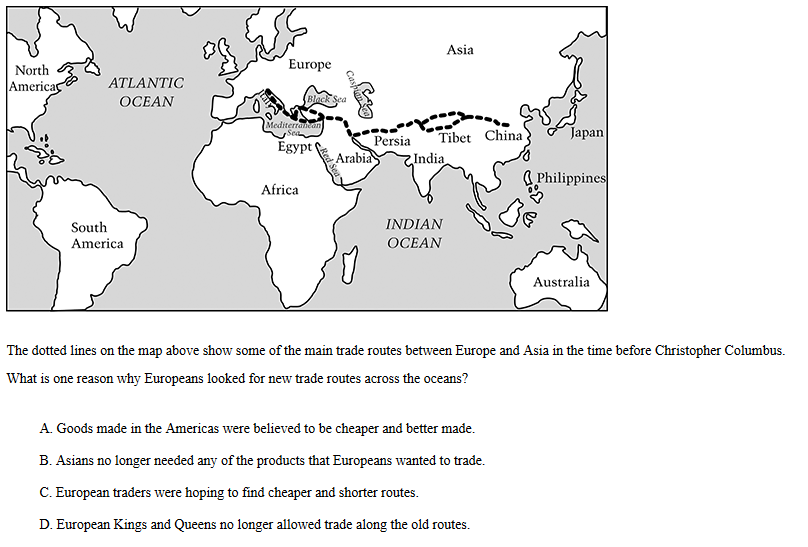 Asia
Europe
North
America
ATLANTIC
OCEAN
Caspian Sea
Italy
Black Sea
Mediterranean
Sea
Persia
Tibet
China
Japan
Egypt
Red Sea
Arabia
India
Philippines
Africa
South
America
INDIAN
OCEAN
Australia
The dotted lines on the map above show some of the main trade routes between Europe and Asia in the time before Christopher Columbus.
What is one reason why Europeans looked for new trade routes across the oceans?
A. Goods made in the Americas were believed to be cheaper and better made.
B. Asians no longer needed any of the products that Europeans wanted to trade.
C. European traders were hoping to find cheaper and shorter routes.
D. European Kings and Queens no longer allowed trade along the old routes.